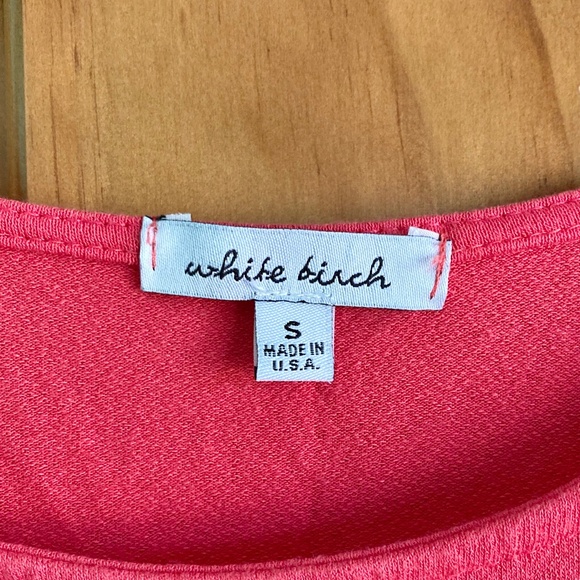 white birch
S
MADE IN
U.S.A.